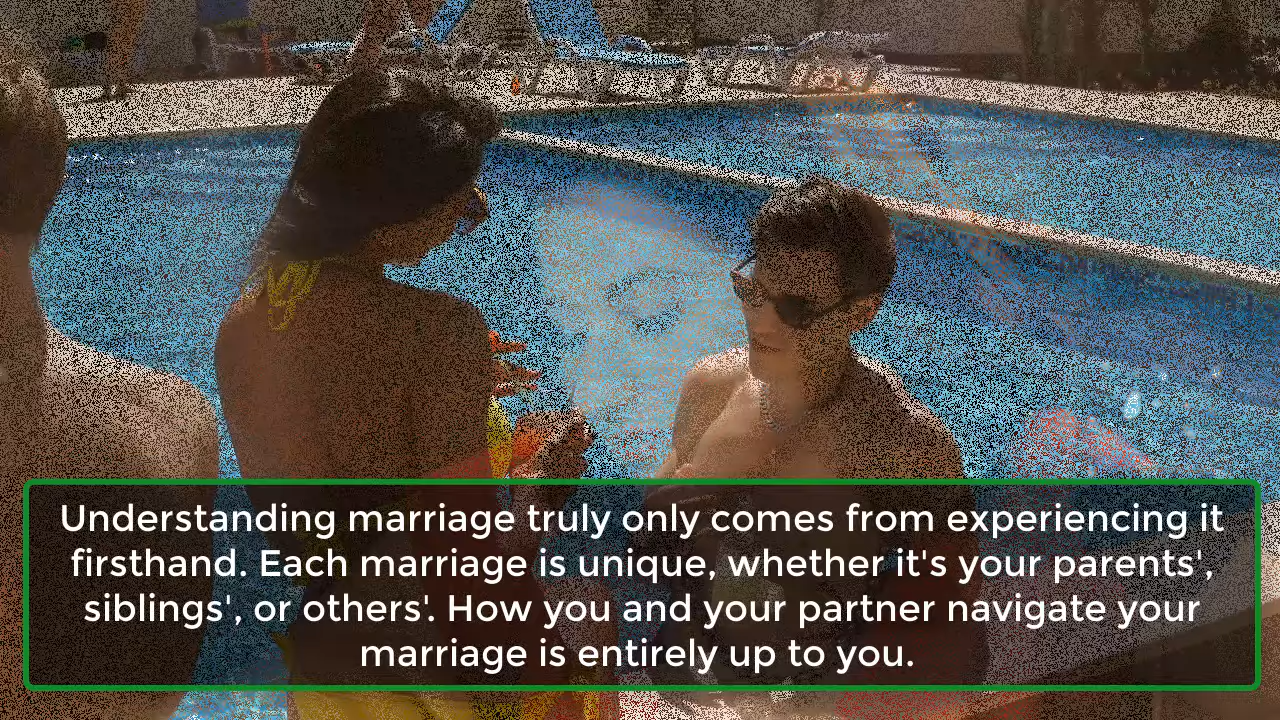 Understanding marriage truly only comes from experiencing it
firsthand. Each marriage is unique, whether it's your parents',
siblings', or others'. How you and your partner navigate your
marriage is entirely up to you.